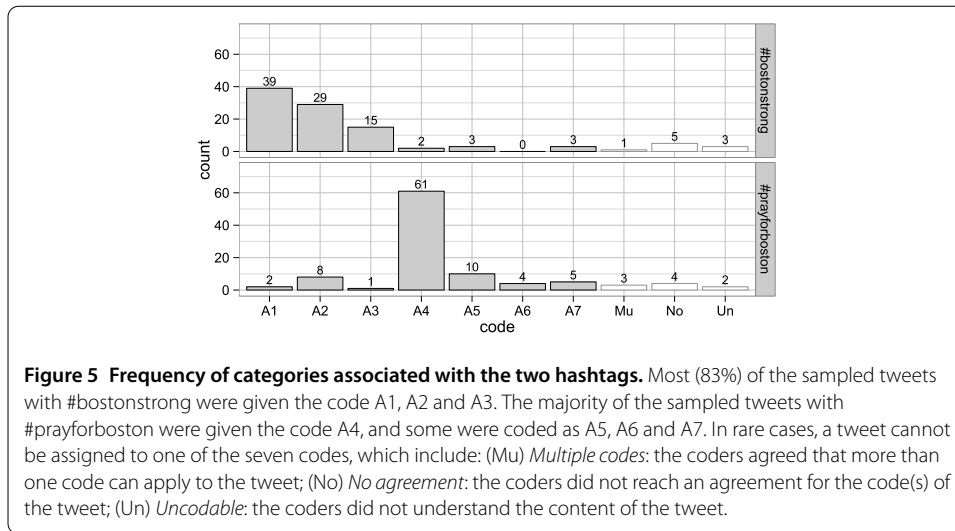 60
40
20
0
39
29
15
2
3
0
3
1
5
3
#bostonstrong
count
60
40
20
0
2
8
1
61
10
4
5
3
4
2
#prayforboston
A1 A2 A3 A4 A5 A6 A7 Mu No Un
code
Figure 5 Frequency of categories associated with the two hashtags. Most (83%) of the sampled tweets
with #bostonstrong were given the code A1, A2 and A3. The majority of the sampled tweets with
#prayforboston were given the code A4, and some were coded as A5, A6 and A7. In rare cases, a tweet cannot
be assigned to one of the seven codes, which include: (Mu) Multiple codes: the coders agreed that more than
one code can apply to the tweet; (No) No agreement: the coders did not reach an agreement for the code(s) of
the tweet; (Un) Uncodable: the coders did not understand the content of the tweet.